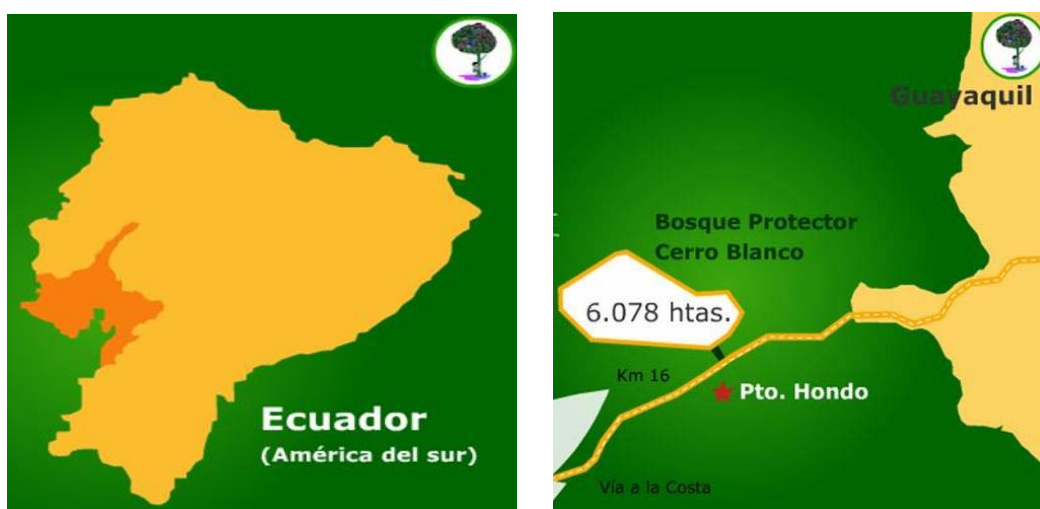 Ecuador
(América del sur)
Guayaquil
Bosque Protector
Cerro Blanco
6.078 htas.
Km 16
Pto. Hondo
Vía a la Costa